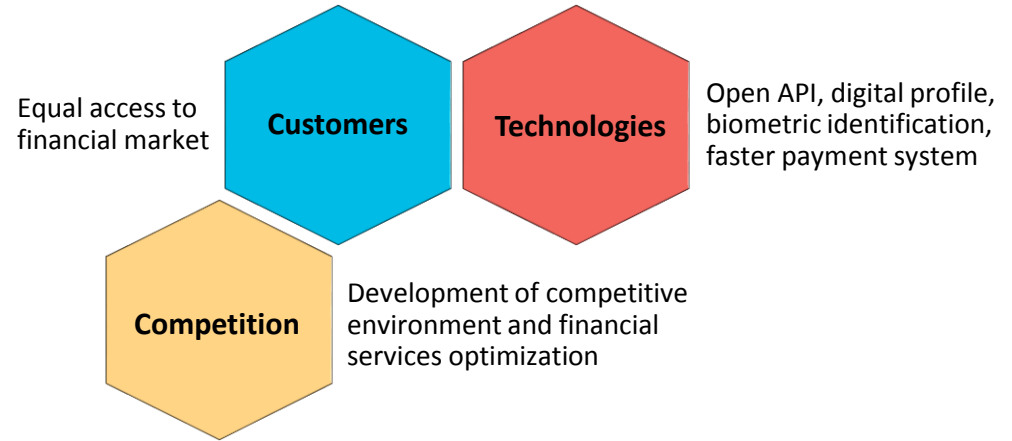 Equal access to
financial market
Customers
Technologies
Open API, digital profile,
biometric identification,
faster payment system
Competition
Development of competitive
environment and financial
services optimization